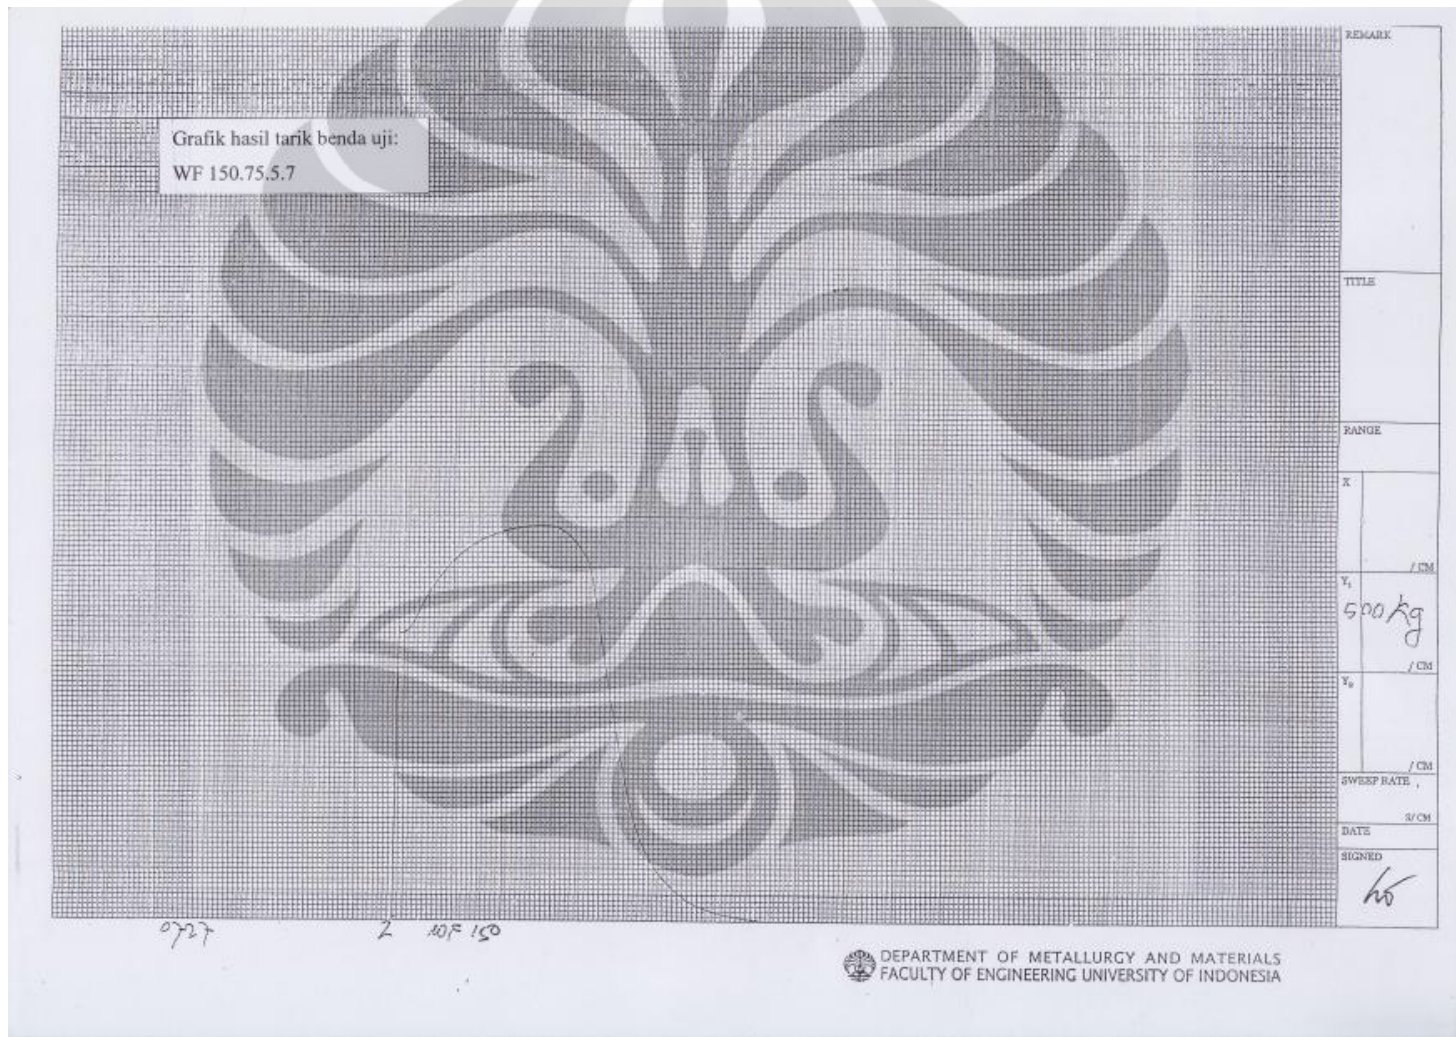 Grafik hasil tarik benda uji:
WF 150.75.5.7
REMARK
TITLE
RANGE
X
/ CM
Y₁
500 kg
/ CM
/ CM
SWEEP RATE
S/CM
DATE
SIGNED
0727 2 WF 150
DEPARTMENT OF METALLURGY AND MATERIALS
FACULTY OF ENGINEERING UNIVERSITY OF INDONESIA